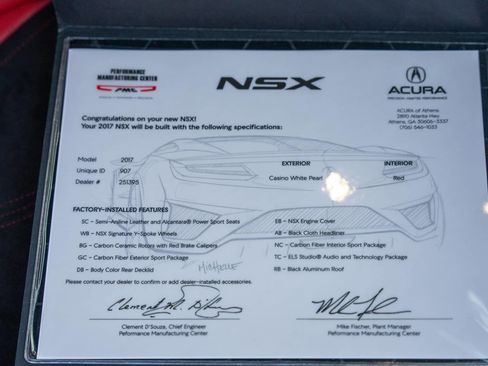 PERFORMANCE
MANUFACTURING CENTER
PMC
NSX
ACURA
PRECISION CRAFTED PERFORMANCE
Congratulations on your new NSX!
Your 2017 NSX will be built with the following specifications:
ACURA of Athens
2890 Atlanta Hwy
Athens, GA 30606-3337
(706) 546-1033
Model 2017
Unique ID 907
Dealer # 251395
EXTERIOR
Casino White Pearl
INTERIOR
Red
FACTORY-INSTALLED FEATURES
SC - Semi-Aniline Leather and Alcantara® Power Sport Seats
WB - NSX Signature Y-Spoke Wheels
BG - Carbon Ceramic Rotors with Red Brake Calipers
GC - Carbon Fiber Exterior Sport Package
DB - Body Color Rear Decklid
EB - NSX Engine Cover
AB - Black Cloth Headliner
NC - Carbon Fiber Interior Sport Package
TC - ELS Studio® Audio and Technology Package
RB - Black Aluminum Roof
Please contact your dealer to confirm or add dealer-installed accessories.
Clement D'Souza, Chief Engineer
Performance Manufacturing Center
Mike Fischer, Plant Manager
Performance Manufacturing Center